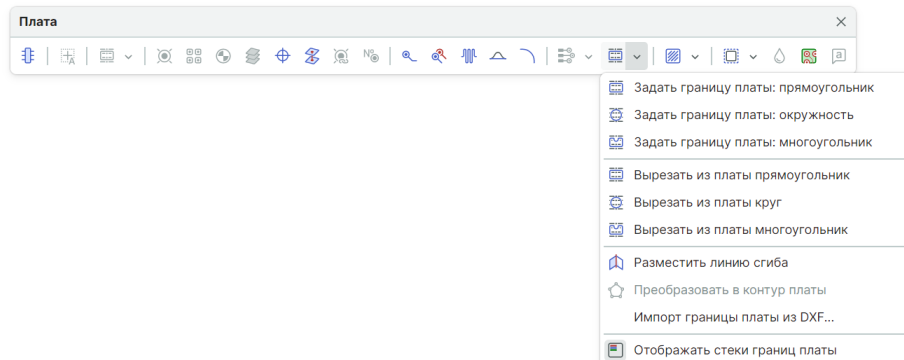 Плата
Задать границу платы: прямоугольник
Задать границу платы: окружность
Задать границу платы: многоугольник
Вырезать из платы прямоугольник
Вырезать из платы круг
Вырезать из платы многоугольник
Разместить линию сгиба
Преобразовать в контур платы
Импорт границы платы из DXF...
Отображать стеки границ платы